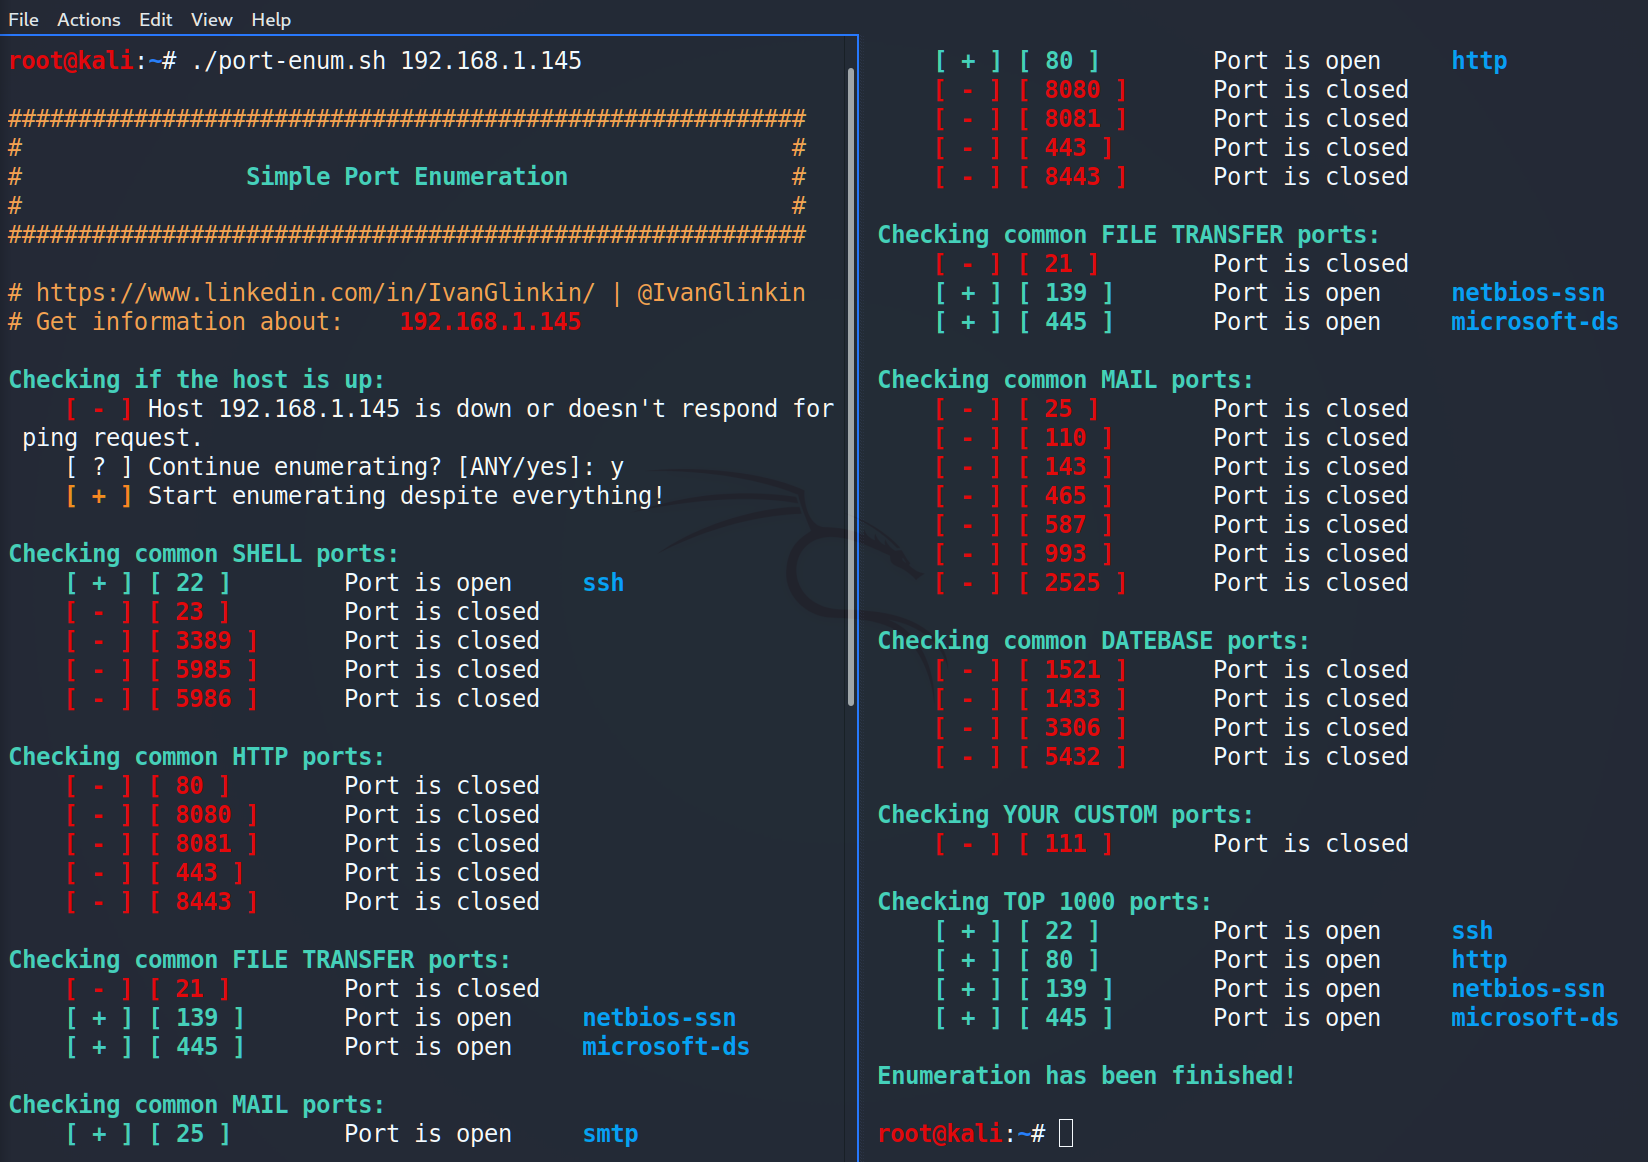 File Actions Edit View Help
root@kali:~# ./port-enum.sh 192.168.1.145
#########################################################
# #
# Simple Port Enumeration #
# #
#########################################################
# https://www.linkedin.com/in/IvanGlinkin/ | @IvanGlinkin
# Get information about: 192.168.1.145
Checking if the host is up:
[ - ] Host 192.168.1.145 is down or doesn't respond for
ping request.
[ ? ] Continue enumerating? [ANY/yes]: y
[ + ] Start enumerating despite everything!
Checking common SHELL ports:
[ + ] [ 22 ] Port is open ssh
[ - ] [ 23 ] Port is closed
[ - ] [ 3389 ] Port is closed
[ - ] [ 5985 ] Port is closed
[ - ] [ 5986 ] Port is closed
Checking common HTTP ports:
[ - ] [ 80 ] Port is closed
[ - ] [ 8080 ] Port is closed
[ - ] [ 8081 ] Port is closed
[ - ] [ 443 ] Port is closed
[ - ] [ 8443 ] Port is closed
Checking common FILE TRANSFER ports:
[ - ] [ 21 ] Port is closed
[ + ] [ 139 ] Port is open netbios-ssn
[ + ] [ 445 ] Port is open microsoft-ds
Checking common MAIL ports:
[ + ] [ 25 ] Port is open smtp
[ + ] [ 80 ] Port is open http
[ - ] [ 8080 ] Port is closed
[ - ] [ 8081 ] Port is closed
[ - ] [ 443 ] Port is closed
[ - ] [ 8443 ] Port is closed
Checking common FILE TRANSFER ports:
[ - ] [ 21 ] Port is closed
[ + ] [ 139 ] Port is open netbios-ssn
[ + ] [ 445 ] Port is open microsoft-ds
Checking common MAIL ports:
[ - ] [ 25 ] Port is closed
[ - ] [ 110 ] Port is closed
[ - ] [ 143 ] Port is closed
[ - ] [ 465 ] Port is closed
[ - ] [ 587 ] Port is closed
[ - ] [ 993 ] Port is closed
[ - ] [ 2525 ] Port is closed
Checking common DATEBASE ports:
[ - ] [ 1521 ] Port is closed
[ - ] [ 1433 ] Port is closed
[ - ] [ 3306 ] Port is closed
[ - ] [ 5432 ] Port is closed
Checking YOUR CUSTOM ports:
[ - ] [ 111 ] Port is closed
Checking TOP 1000 ports:
[ + ] [ 22 ] Port is open ssh
[ + ] [ 80 ] Port is open http
[ + ] [ 139 ] Port is open netbios-ssn
[ + ] [ 445 ] Port is open microsoft-ds
Enumeration has been finished!
root@kali:~#